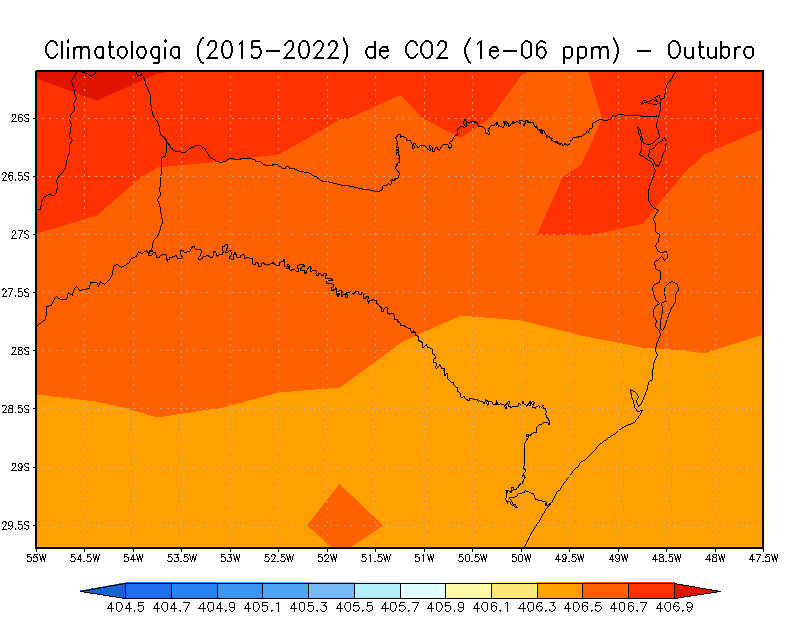 Climatologia (2015-2022) de CO2 (1e-06 ppm) - Outubro
26S
26.5S
27S
27.5S
28S
28.5S
29S
29.5S
55W 54.5W 54W 53.5W 53W 52.5W 52W 51.5W 51W 50.5W 50W 49.5W 49W 48.5W 48W 47.5W
404.5 404.7 404.9 405.1 405.3 405.5 405.7 405.9 406.1 406.3 406.5 406.7 406.9